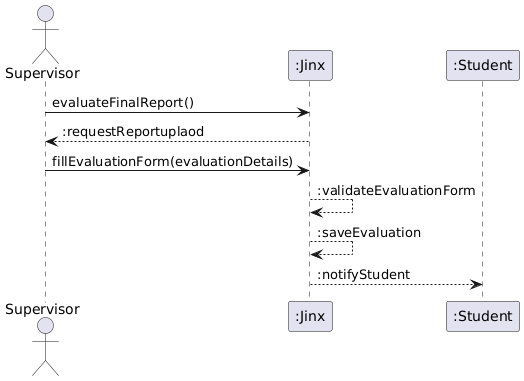 Supervisor
:Jinx
:Student
evaluateFinalReport()
:requestReportuplaod
fillEvaluationForm(evaluationDetails)
:validateEvaluationForm
:saveEvaluation
:notifyStudent
Supervisor
:Jinx
:Student